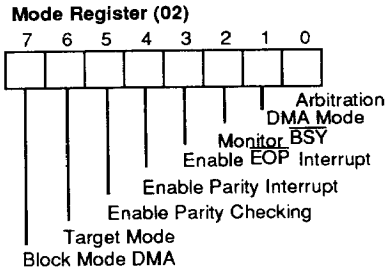 Mode Register (02)
7 6 5 4 3 2 1 0
Arbitration
DMA Mode
Monitor BSY
Enable EOP Interrupt
Enable Parity Interrupt
Enable Parity Checking
Target Mode
Block Mode DMA